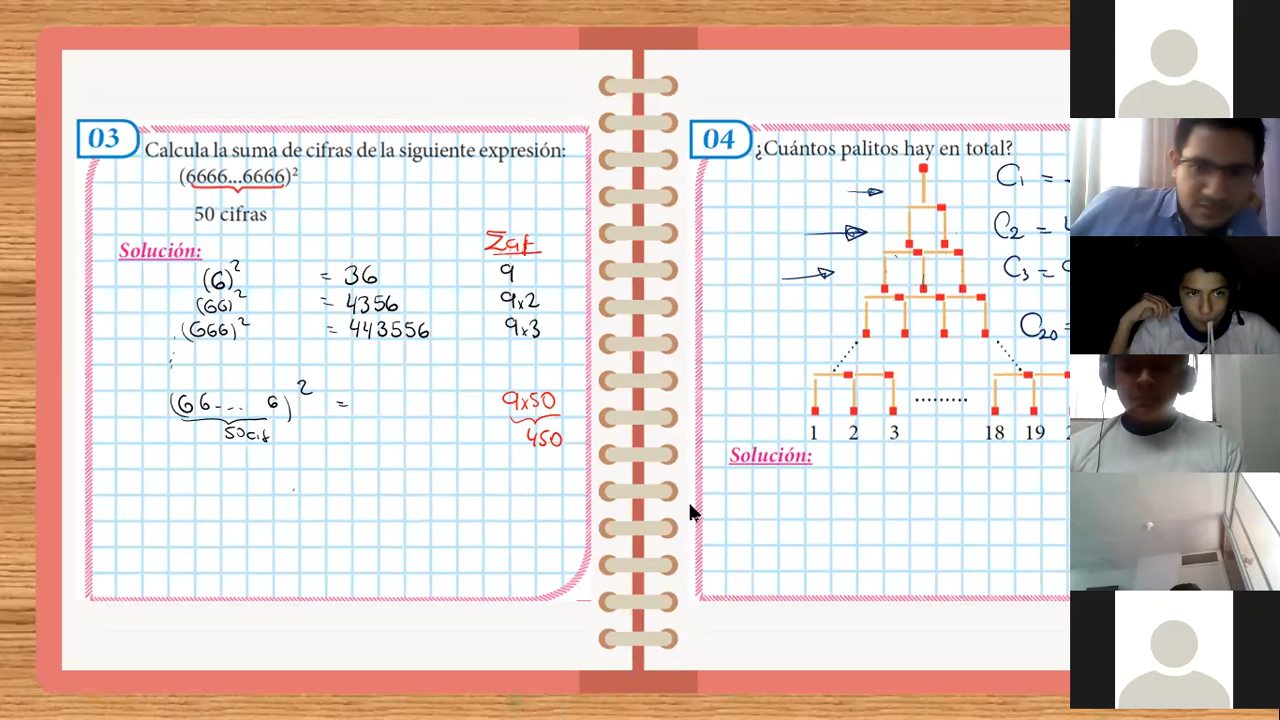 03
Calcula la suma de cifras de la siguiente expresión:
(6666...6666)²
50 cifras
Solución:
(6)² = 36 9
(66)² = 4356 9x2
(666)² = 443556 9x3
(66... 6)² = 9x50
50cif
450
04
¿Cuántos palitos hay en total?
C1 =
C2 = 4
C3 =
C20 =
1 2 3 18 19
Solución: